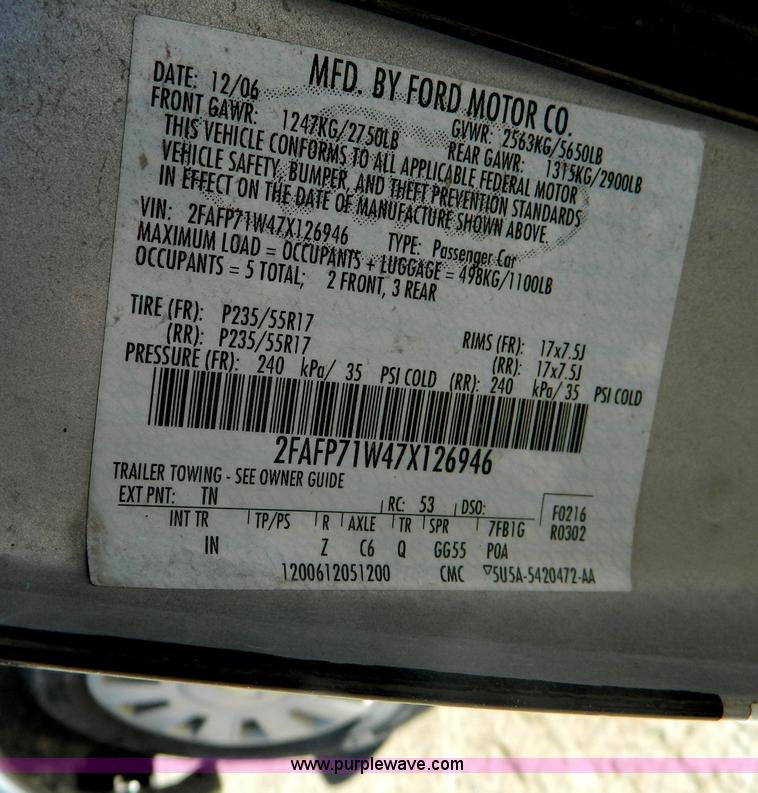 MFD. BY FORD MOTOR CO.
DATE: 12/06 GVWR: 2563KG/5650LB
FRONT GAWR: 1247KG/2750LB REAR GAWR: 1315KG/2900LB
THIS VEHICLE CONFORMS TO ALL APPLICABLE FEDERAL MOTOR
VEHICLE SAFETY, BUMPER, AND THEFT PREVENTION STANDARDS
IN EFFECT ON THE DATE OF MANUFACTURE SHOWN ABOVE.
VIN: 2FAFP71W47X126946 TYPE: Passenger Car
MAXIMUM LOAD = OCCUPANTS + LUGGAGE = 498KG/1100LB
OCCUPANTS = 5 TOTAL; 2 FRONT, 3 REAR
TIRE (FR): P235/55R17 RIMS (FR): 17x7.5J
(RR): P235/55R17 (RR): 17x7.5J
PRESSURE (FR): 240 kPa/ 35 PSI COLD (RR): 240 kPa/ 35 PSI COLD
2FAFP71W47X126946
TRAILER TOWING - SEE OWNER GUIDE
EXT PNT: TN RC: 53 DSO: F0216
INT TR TP/PS R AXLE TR SPR 7FB1G R0302
IN Z C6 Q GG55 POA
1200612051200 CMC ▽5U5A-5420472-AA
www.purplewave.com